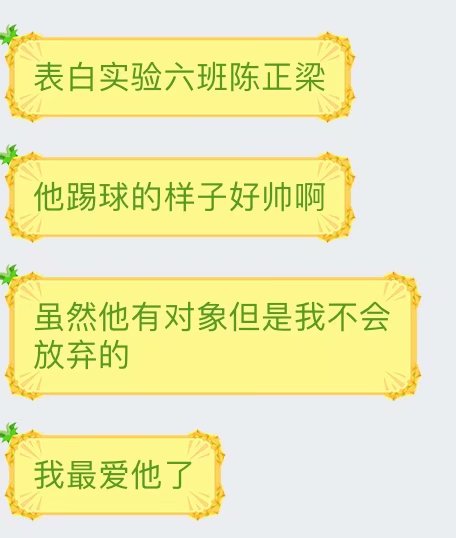 表白实验六班陈正梁
他踢球的样子好帅啊
虽然他有对象但是我不会
放弃的
我最爱他了